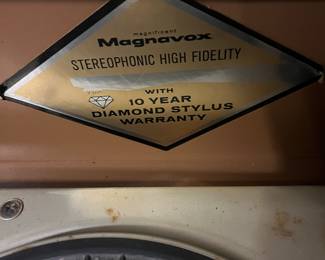 magnificent
Magnavox
STEREOPHONIC HIGH FIDELITY
WITH
10 YEAR
DIAMOND STYLUS
WARRANTY